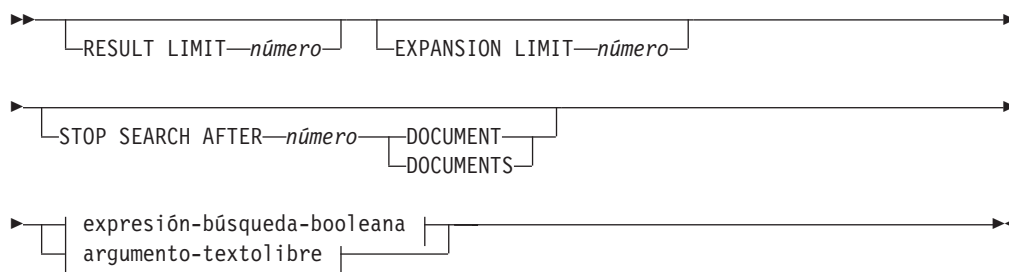 RESULT LIMIT número EXPANSION LIMIT número
STOP SEARCH AFTER número DOCUMENT
DOCUMENTS
expresión-búsqueda-booleana
argumento-textolibre